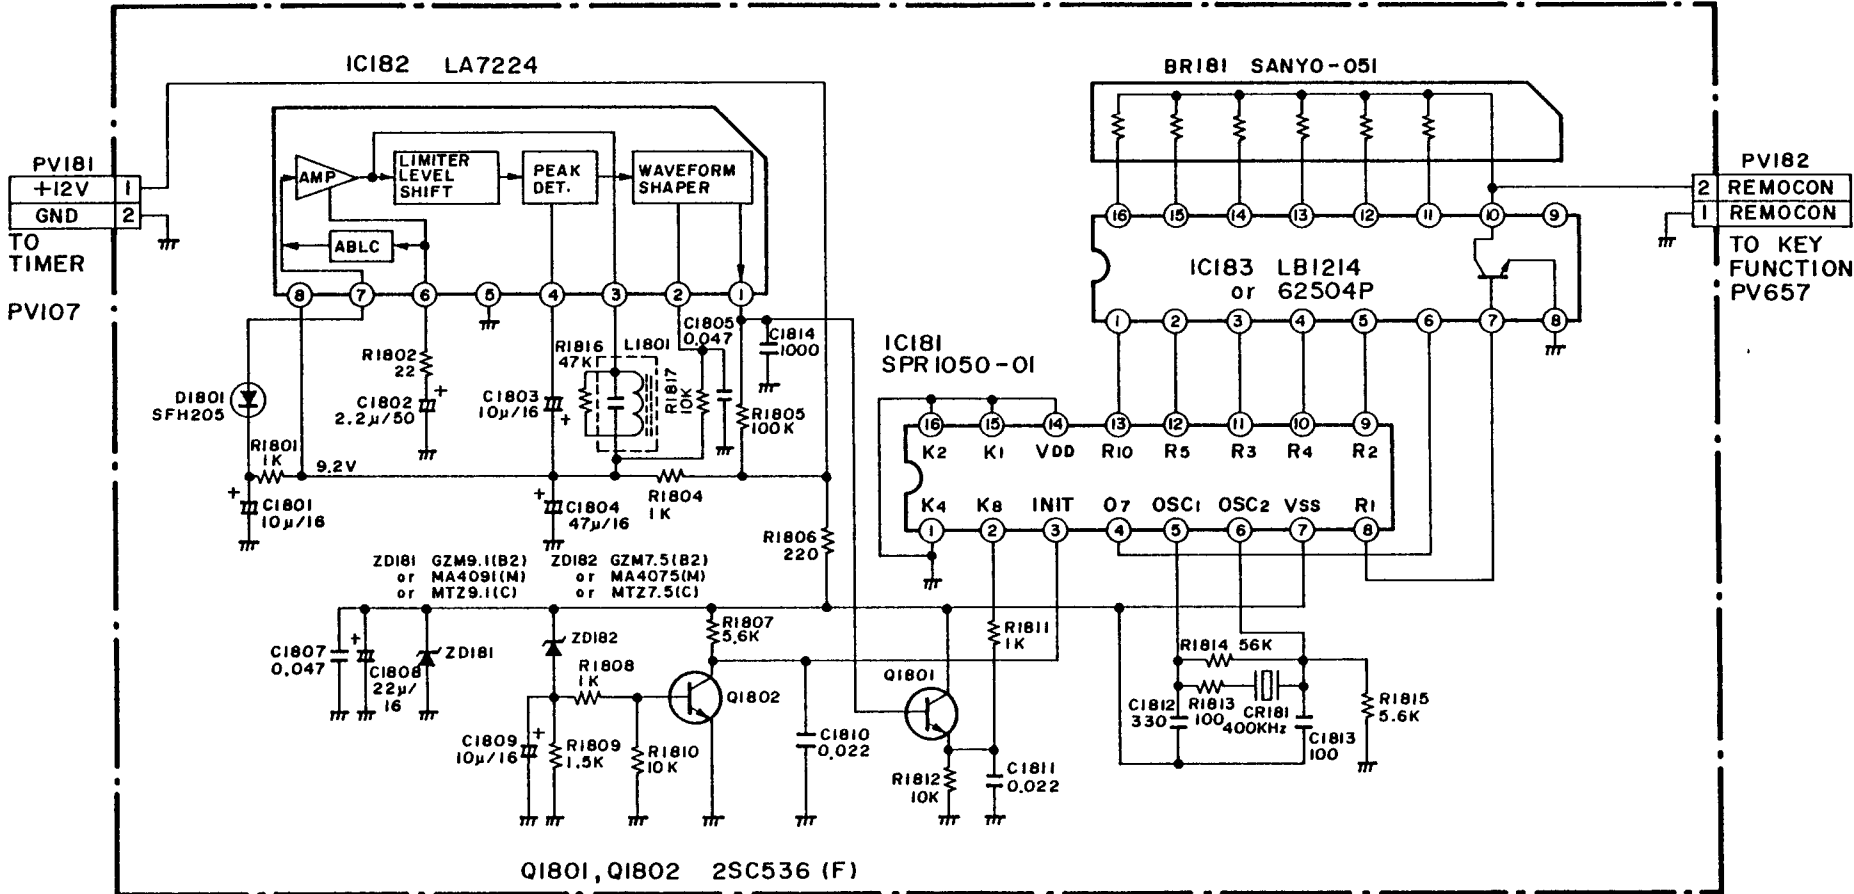 IC182 LA7224
BR181 SANYO-051
PV181
+12V 1
GND 2
TO
TIMER
PV107
AMP
LIMITER
LEVEL
SHIFT
PEAK
DET.
WAVEFORM
SHAPER
ABLC
8 7 6 5 4 3 2 1
16 15 14 13 12 11 10 9
IC183 LB1214
or 62504P
1 2 3 4 5 6 7 8
PV182
2 REMOCON
1 REMOCON
TO KEY
FUNCTION
PV657
D1801
SFH205
R1802
22
C1802
2.2μ/50
+
C1803
10μ/16
+
R1816
47K
L1801
R1817
10K
C1805
0.047
C1814
1000
R1805
100K
R1801
1K
9.2V
+
C1801
10μ/16
+
C1804
47μ/16
R1804
1K
R1806
220
IC181
SPR1050-01
16 15 14 13 12 11 10 9
K2 K1 VDD R10 R5 R3 R4 R2
K4 K8 INIT O7 OSC1 OSC2 VSS R1
1 2 3 4 5 6 7 8
ZD181 GZM9.1(B2)
or MA4091(M)
or MTZ9.1(C)
ZD182 GZM7.5(B2)
or MA4075(M)
or MTZ7.5(C)
C1807
0.047
+
C1808
22μ/
16
ZD181
ZD182
R1808
1K
R1807
5.6K
Q1802
C1809
10μ/16
+
R1809
1.5K
R1810
10K
C1810
0.022
Q1801
R1811
1K
R1812
10K
C1811
0.022
R1814 56K
R1813
100
CR181
400KHz
C1812
330
C1813
100
R1815
5.6K
Q1801, Q1802 2SC536 (F)